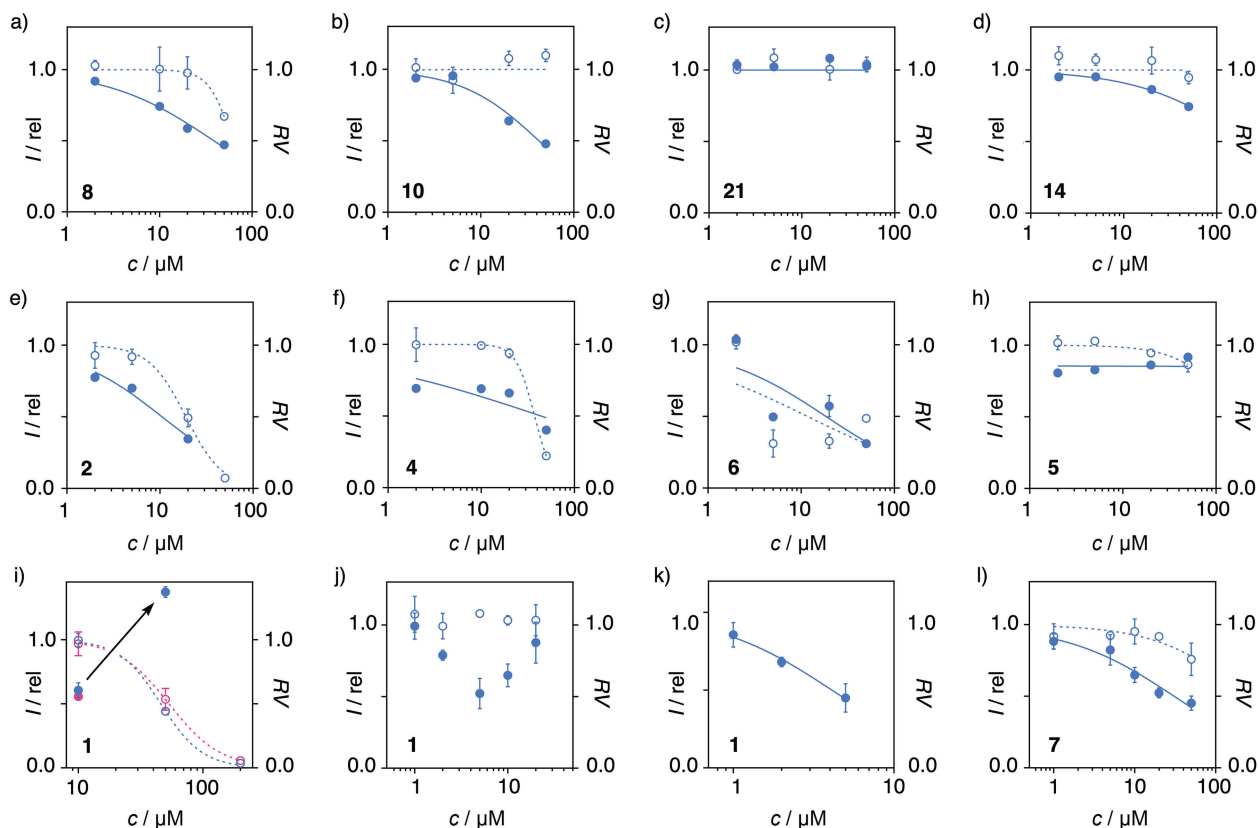 a) b) c) d)
1.0 1.0 1.0 1.0 1.0 1.0 1.0 1.0
I / rel RV I / rel RV I / rel RV I / rel RV
8 10 21 14
0.0 0.0 0.0 0.0 0.0 0.0 0.0 0.0
1 10 100 1 10 100 1 10 100 1 10 100
c / µM c / µM c / µM c / µM
e) f) g) h)
1.0 1.0 1.0 1.0 1.0 1.0 1.0 1.0
I / rel RV I / rel RV I / rel RV I / rel RV
2 4 6 5
0.0 0.0 0.0 0.0 0.0 0.0 0.0 0.0
1 10 100 1 10 100 1 10 100 1 10 100
c / µM c / µM c / µM c / µM
i) j) k) l)
1.0 1.0 1.0 1.0 1.0 1.0 1.0 1.0
I / rel RV I / rel RV I / rel RV I / rel RV
1 1 1 7
0.0 0.0 0.0 0.0 0.0 0.0 0.0 0.0
10 100 1 10 1 10 1 10 100
c / µM c / µM c / µM c / µM